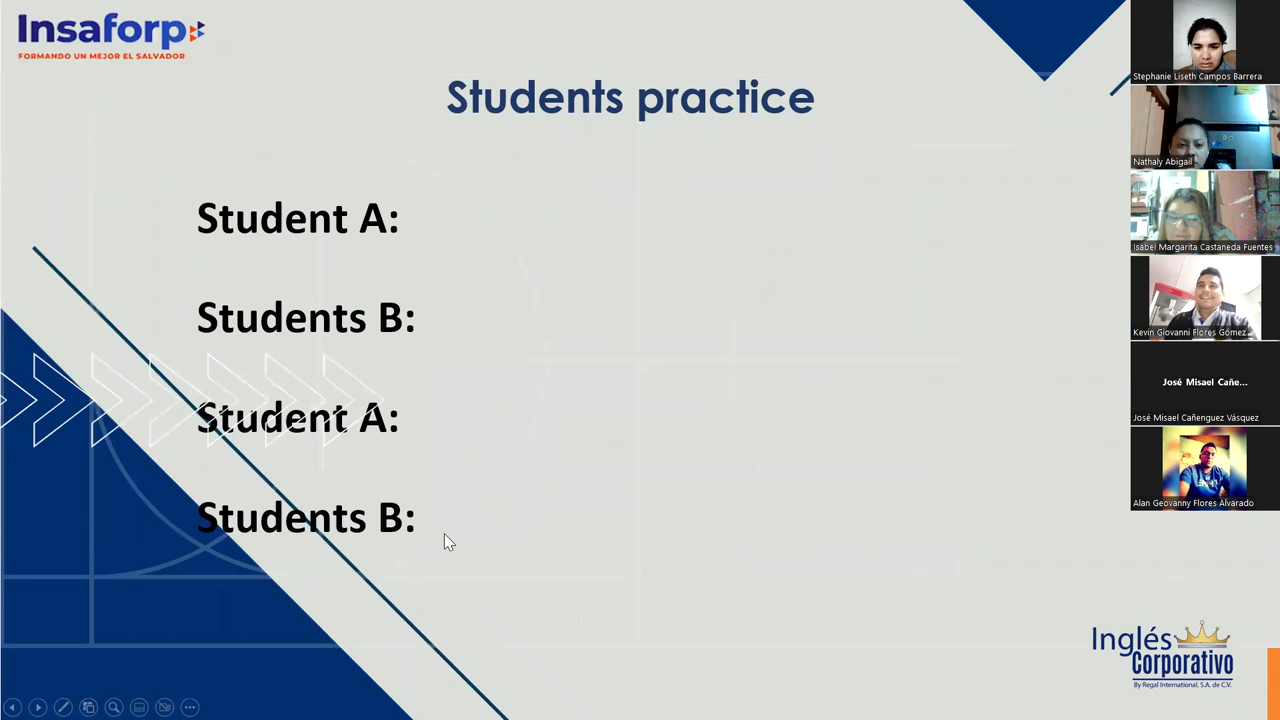 Insaforp
FORMANDO UN MEJOR EL SALVADOR
Students practice
Student A:
Students B:
Student A:
Students B:
Inglés
Corporativo
By Regal International, S.A. de C.V.
Stephanie Liseth Campos Barrera
Nathaly Abigail
Isabel Margarita Castaneda Fuentes
Kevin Giovanni Flores Gómez
José Misael Cañe...
José Misael Cañenguez Vásquez
Alan Geovanny Flores Alvarado